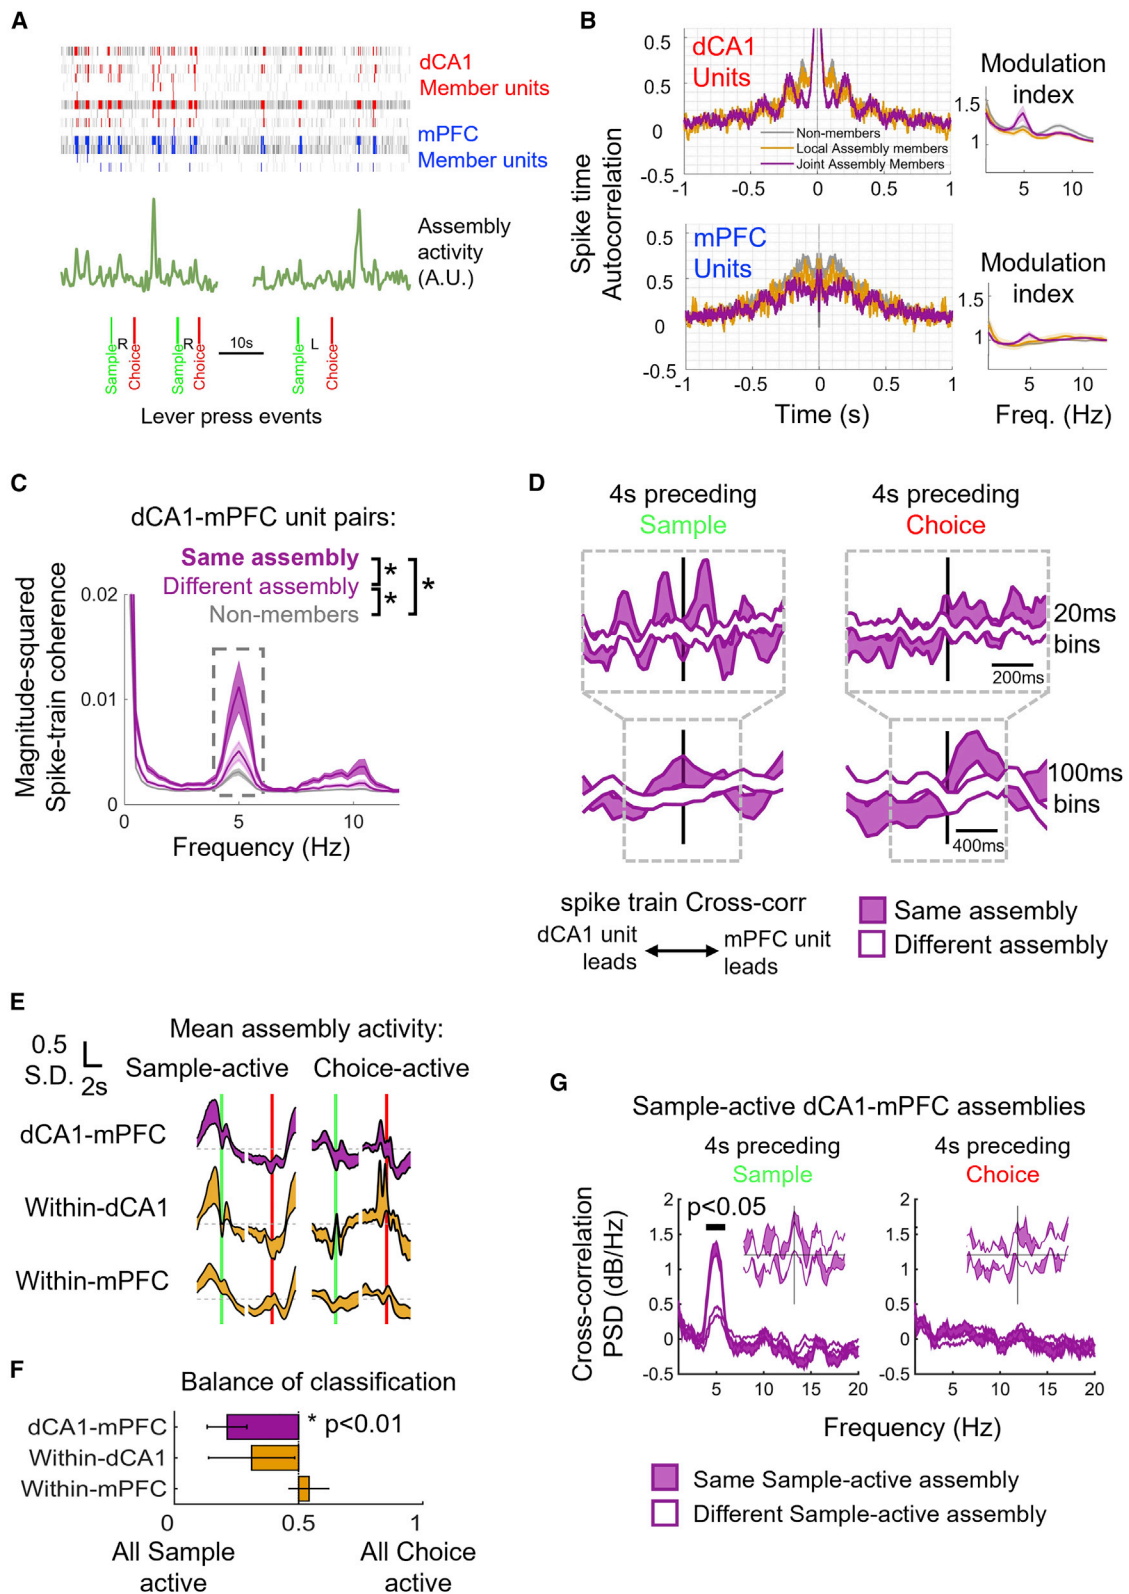 A
dCA1
Member units
mPFC
Member units
Assembly
activity
(A.U.)
Sample
R
Choice
Sample
R
Choice
10s
Sample
L
Choice
Lever press events
B
Spike time
Autocorrelation
0.5
0
-0.5
dCA1
Units
Non-members
Local Assembly members
Joint Assembly Members
-1
-0.5
0
0.5
1
Modulation
index
1.5
1
5
10
0.5
0
-0.5
mPFC
Units
-1
-0.5
0
0.5
1
Time (s)
Modulation
index
1.5
1
5
10
Freq. (Hz)
C
dCA1-mPFC unit pairs:
Same assembly
Different assembly
Non-members
*
*
*
Magnitude-squared
Spike-train coherence
0.02
0.01
0
0
5
10
Frequency (Hz)
D
4s preceding
Sample
4s preceding
Choice
20ms
bins
200ms
100ms
bins
400ms
spike train Cross-corr
dCA1 unit
leads
mPFC unit
leads
Same assembly
Different assembly
E
Mean assembly activity:
0.5
S.D.
2s
Sample-active
Choice-active
dCA1-mPFC
Within-dCA1
Within-mPFC
F
Balance of classification
dCA1-mPFC
* p<0.01
Within-dCA1
Within-mPFC
0
0.5
1
All Sample
active
All Choice
active
G
Sample-active dCA1-mPFC assemblies
4s preceding
Sample
4s preceding
Choice
Cross-correlation
PSD (dB/Hz)
2
1.5
1
0.5
0
-0.5
p<0.05
5
10
15
20
2
1.5
1
0.5
0
-0.5
5
10
15
20
Frequency (Hz)
Same Sample-active assembly
Different Sample-active assembly